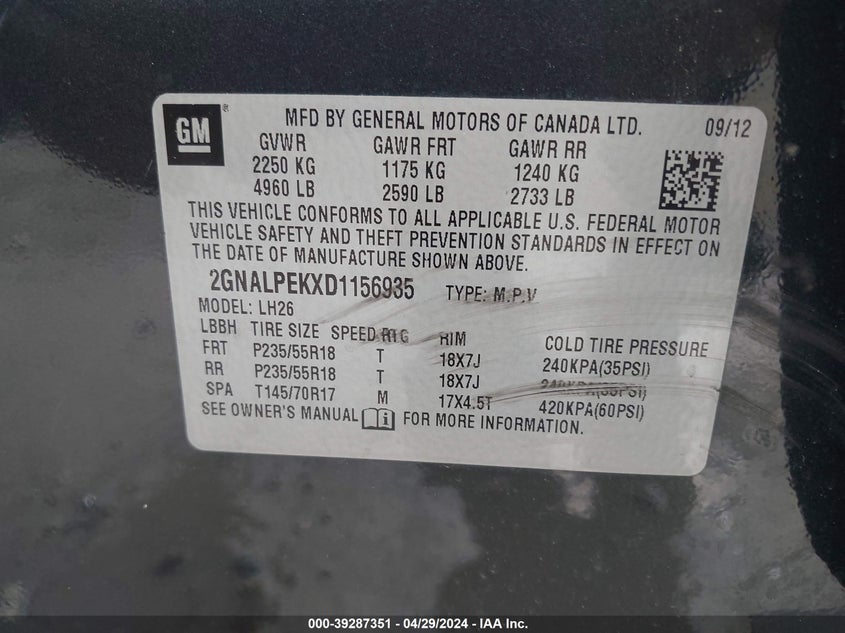 GM ® MFD BY GENERAL MOTORS OF CANADA LTD. 09/12
GVWR GAWR FRT GAWR RR
2250 KG 1175 KG 1240 KG
4960 LB 2590 LB 2733 LB
THIS VEHICLE CONFORMS TO ALL APPLICABLE U.S. FEDERAL MOTOR
VEHICLE SAFETY AND THEFT PREVENTION STANDARDS IN EFFECT ON
THE DATE OF MANUFACTURE SHOWN ABOVE.
2GNALPEKXD1156935 TYPE: M.P.V
MODEL: LH26
LBBH TIRE SIZE SPEED RTG RIM COLD TIRE PRESSURE
FRT P235/55R18 T 18X7J 240KPA(35PSI)
RR P235/55R18 T 18X7J 240KPA(35PSI)
SPA T145/70R17 M 17X4.5T 420KPA(60PSI)
SEE OWNER'S MANUAL FOR MORE INFORMATION.
000-39287351 - 04/29/2024 - IAA Inc.